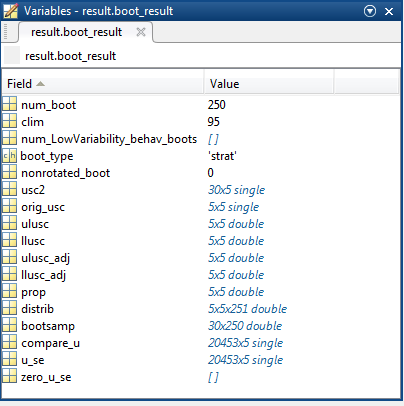 Variables - result.boot_result
result.boot_result
result.boot_result
Field Value
num_boot 250
clim 95
num_LowVariability_behav_boots []
ch boot_type 'strat'
nonrotated_boot 0
usc2 30x5 single
orig_usc 5x5 single
ulusc 5x5 double
llusc 5x5 double
ulusc_adj 5x5 double
llusc_adj 5x5 double
prop 5x5 double
distrib 5x5x251 double
bootsamp 30x250 double
compare_u 20453x5 single
u_se 20453x5 single
zero_u_se []